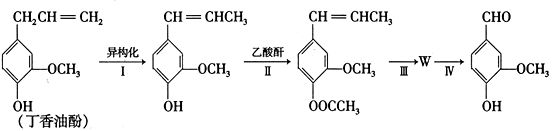 CH₂CH=CH₂
CH=CHCH₃
CH=CHCH₃
CHO
异构化
Ⅰ
乙酸酐
Ⅱ
Ⅲ
W
Ⅳ
OCH₃
OCH₃
OCH₃
OCH₃
OH
OH
OOCCH₃
OH
(丁香油酚)